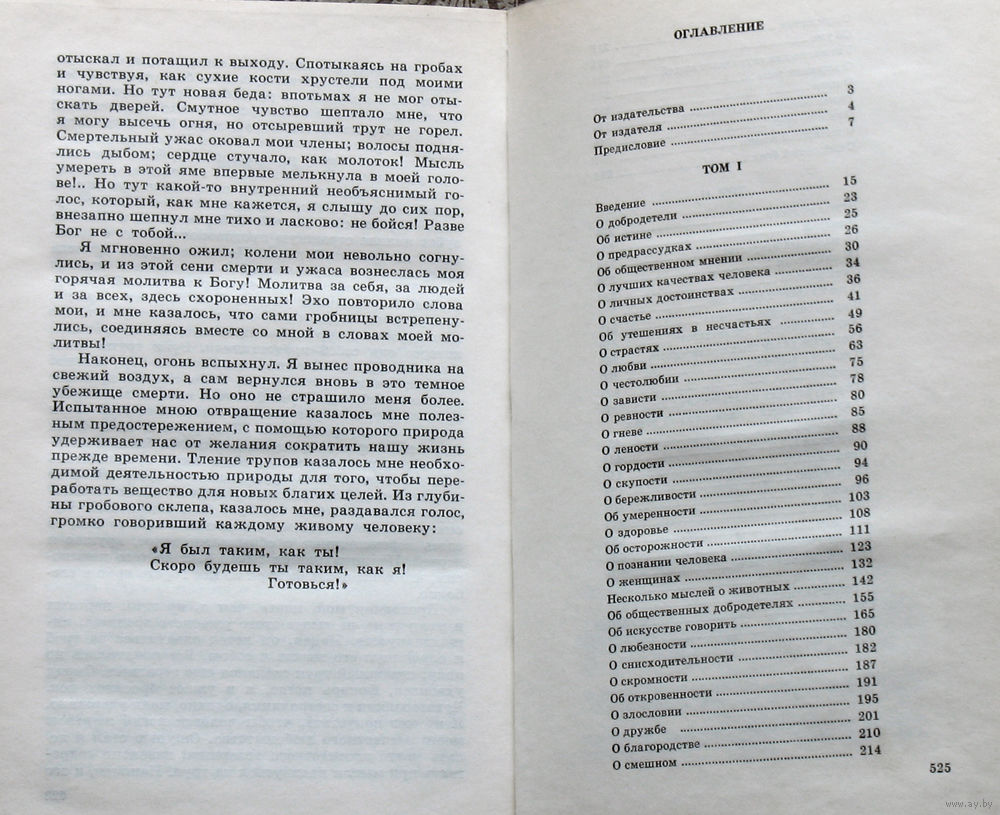 отыскал и потащил к выходу. Спотыкаясь на гробах
и чувствуя, как сухие кости хрустели под моими
ногами. Но тут новая беда: впотьмах я не мог оты-
скать дверей. Смутное чувство шептало мне, что
я могу высечь огня, но отсыревший трут не горел.
Смертельный ужас оковал мои члены; волосы подня-
лись дыбом; сердце стучало, как молоток! Мысль
умереть в этой яме впервые мелькнула в моей голо-
ве!.. Но тут какой-то внутренний необъяснимый го-
лос, который, как мне кажется, я слышу до сих пор,
внезапно шепнул мне тихо и ласково: не бойся! Разве
Бог не с тобой...
Я мгновенно ожил; колени мои невольно согну-
лись, и из этой сени смерти и ужаса вознеслась моя
горячая молитва к Богу! Молитва за себя, за людей
и за всех, здесь схороненных! Эхо повторило слова
мои, и мне казалось, что сами гробницы встрепену-
лись, соединяясь вместе со мной в словах моей мо-
литвы!
Наконец, огонь вспыхнул. Я вынес проводника на
свежий воздух, а сам вернулся вновь в это темное
убежище смерти. Но оно не страшило меня более.
Испытанное мною отвращение казалось мне полез-
ным предостережением, с помощью которого природа
удерживает нас от желания сократить нашу жизнь
прежде времени. Тление трупов казалось мне необхо-
димой деятельностью природы для того, чтобы пере-
работать вещество для новых благих целей. Из глуби-
ны гробового склепа, казалось мне, раздавался голос,
громко говоривший каждому живому человеку:
«Я был таким, как ты!
Скоро будешь ты таким, как я!
Готовься!»
ОГЛАВЛЕНИЕ
От издательства 3
От издателя 4
Предисловие 7
ТОМ I
Введение 15
О добродетели 23
Об истине 25
О предрассудках 26
Об общественном мнении 30
О лучших качествах человека 34
О личных достоинствах 36
О счастье 41
Об утешениях в несчастьях 49
О страстях 56
О любви 63
О честолюбии 75
О зависти 78
О ревности 80
О гневе 85
О лености 88
О гордости 90
О скупости 94
О бережливости 96
Об умеренности 103
О здоровье 108
Об осторожности 111
О познании человека 123
О женщинах 132
Несколько мыслей о животных 142
Об общественных добродетелях 155
Об искусстве говорить 165
О любезности 180
О снисходительности 182
О скромности 187
Об откровенности 191
О злословии 195
О дружбе 201
О благородстве 210
О смешном 214
525
www.ay.by